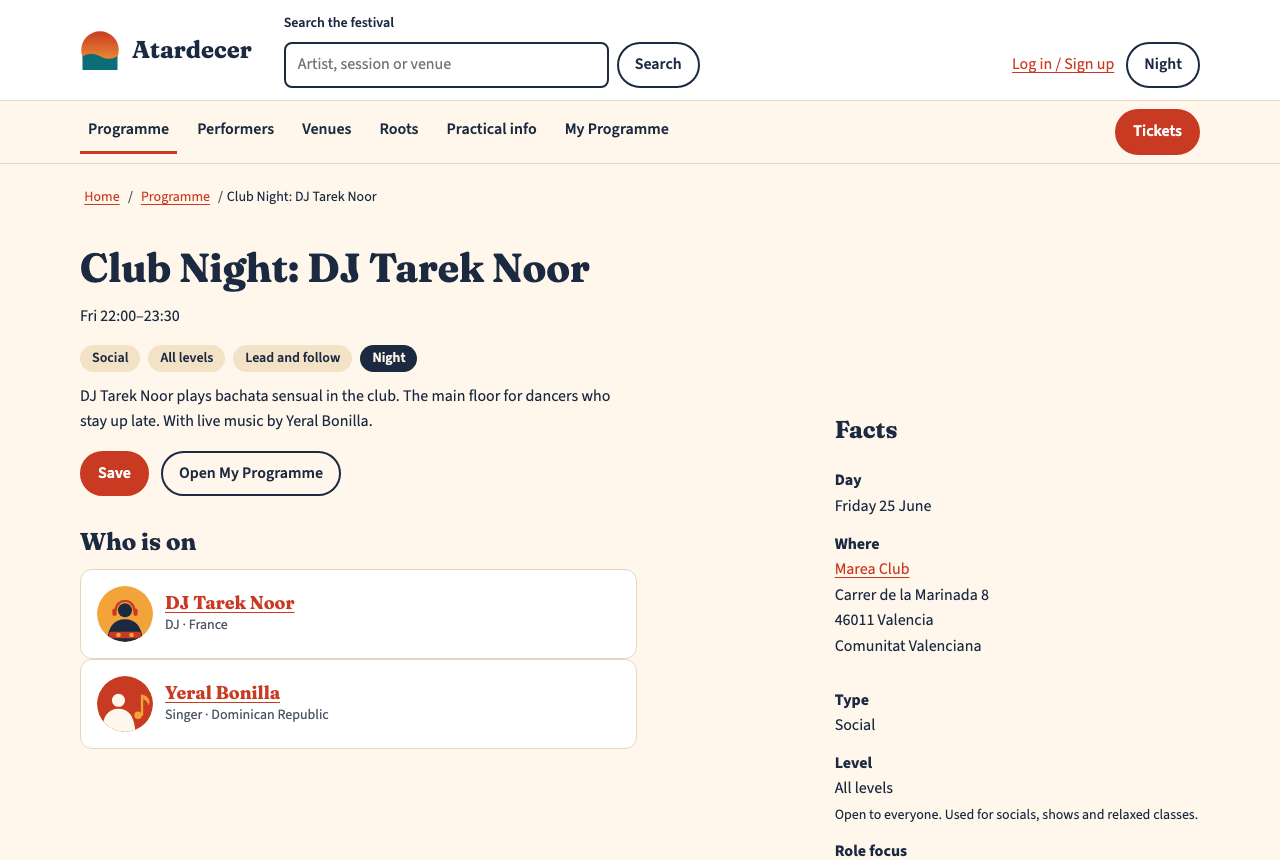 Atardecer
Search the festival
Artist, session or venue
Search
Log in / Sign up
Night
Programme
Performers
Venues
Roots
Practical info
My Programme
Tickets
Home / Programme / Club Night: DJ Tarek Noor
Club Night: DJ Tarek Noor
Fri 22:00–23:30
Social
All levels
Lead and follow
Night
DJ Tarek Noor plays bachata sensual in the club. The main floor for dancers who
stay up late. With live music by Yeral Bonilla.
Save
Open My Programme
Who is on
DJ Tarek Noor
DJ · France
Yeral Bonilla
Singer · Dominican Republic
Facts
Day
Friday 25 June
Where
Marea Club
Carrer de la Marinada 8
46011 Valencia
Comunitat Valenciana
Type
Social
Level
All levels
Open to everyone. Used for socials, shows and relaxed classes.
Role focus